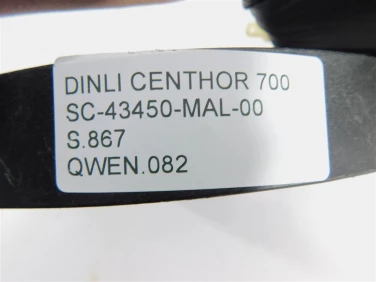 DINLI CENTHOR 700
SC-43450-MAL-00
S.867
QWEN.082